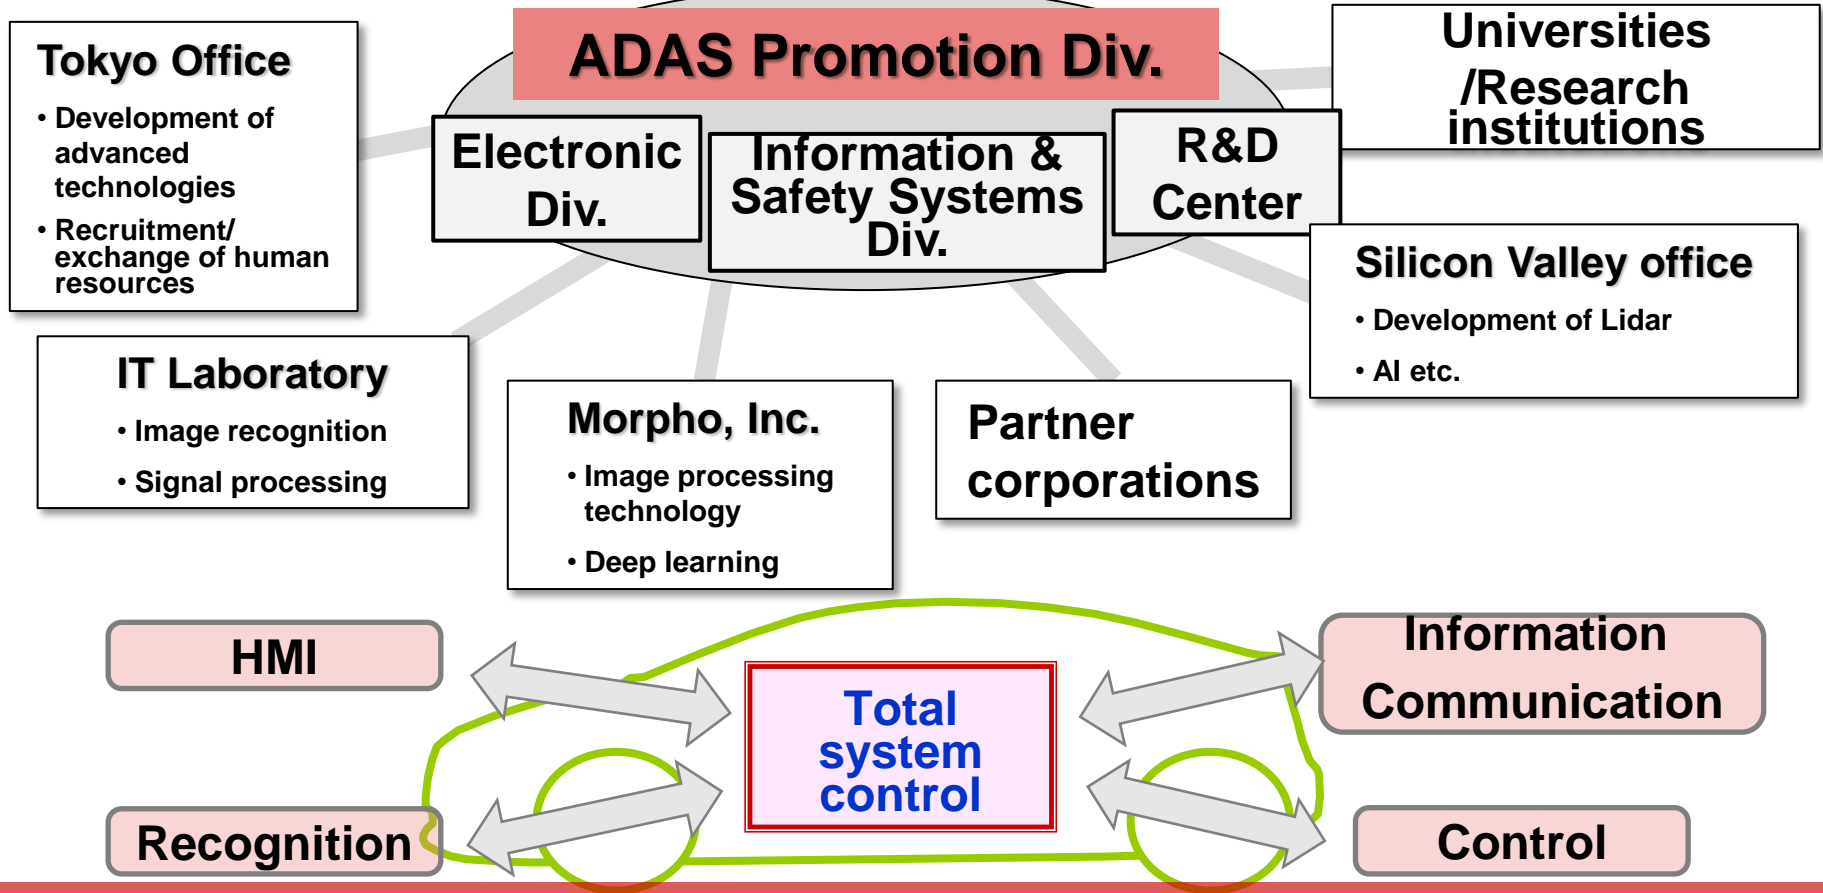 ADAS Promotion Div.
Tokyo Office
• Development of
advanced
technologies
• Recruitment/
exchange of human
resources
Electronic
Div.
Information &
Safety Systems
Div.
R&D
Center
Universities
/Research
institutions
Silicon Valley office
• Development of Lidar
• AI etc.
IT Laboratory
• Image recognition
• Signal processing
Morpho, Inc.
• Image processing
technology
• Deep learning
Partner
corporations
HMI
Recognition
Total
system
control
Information
Communication
Control